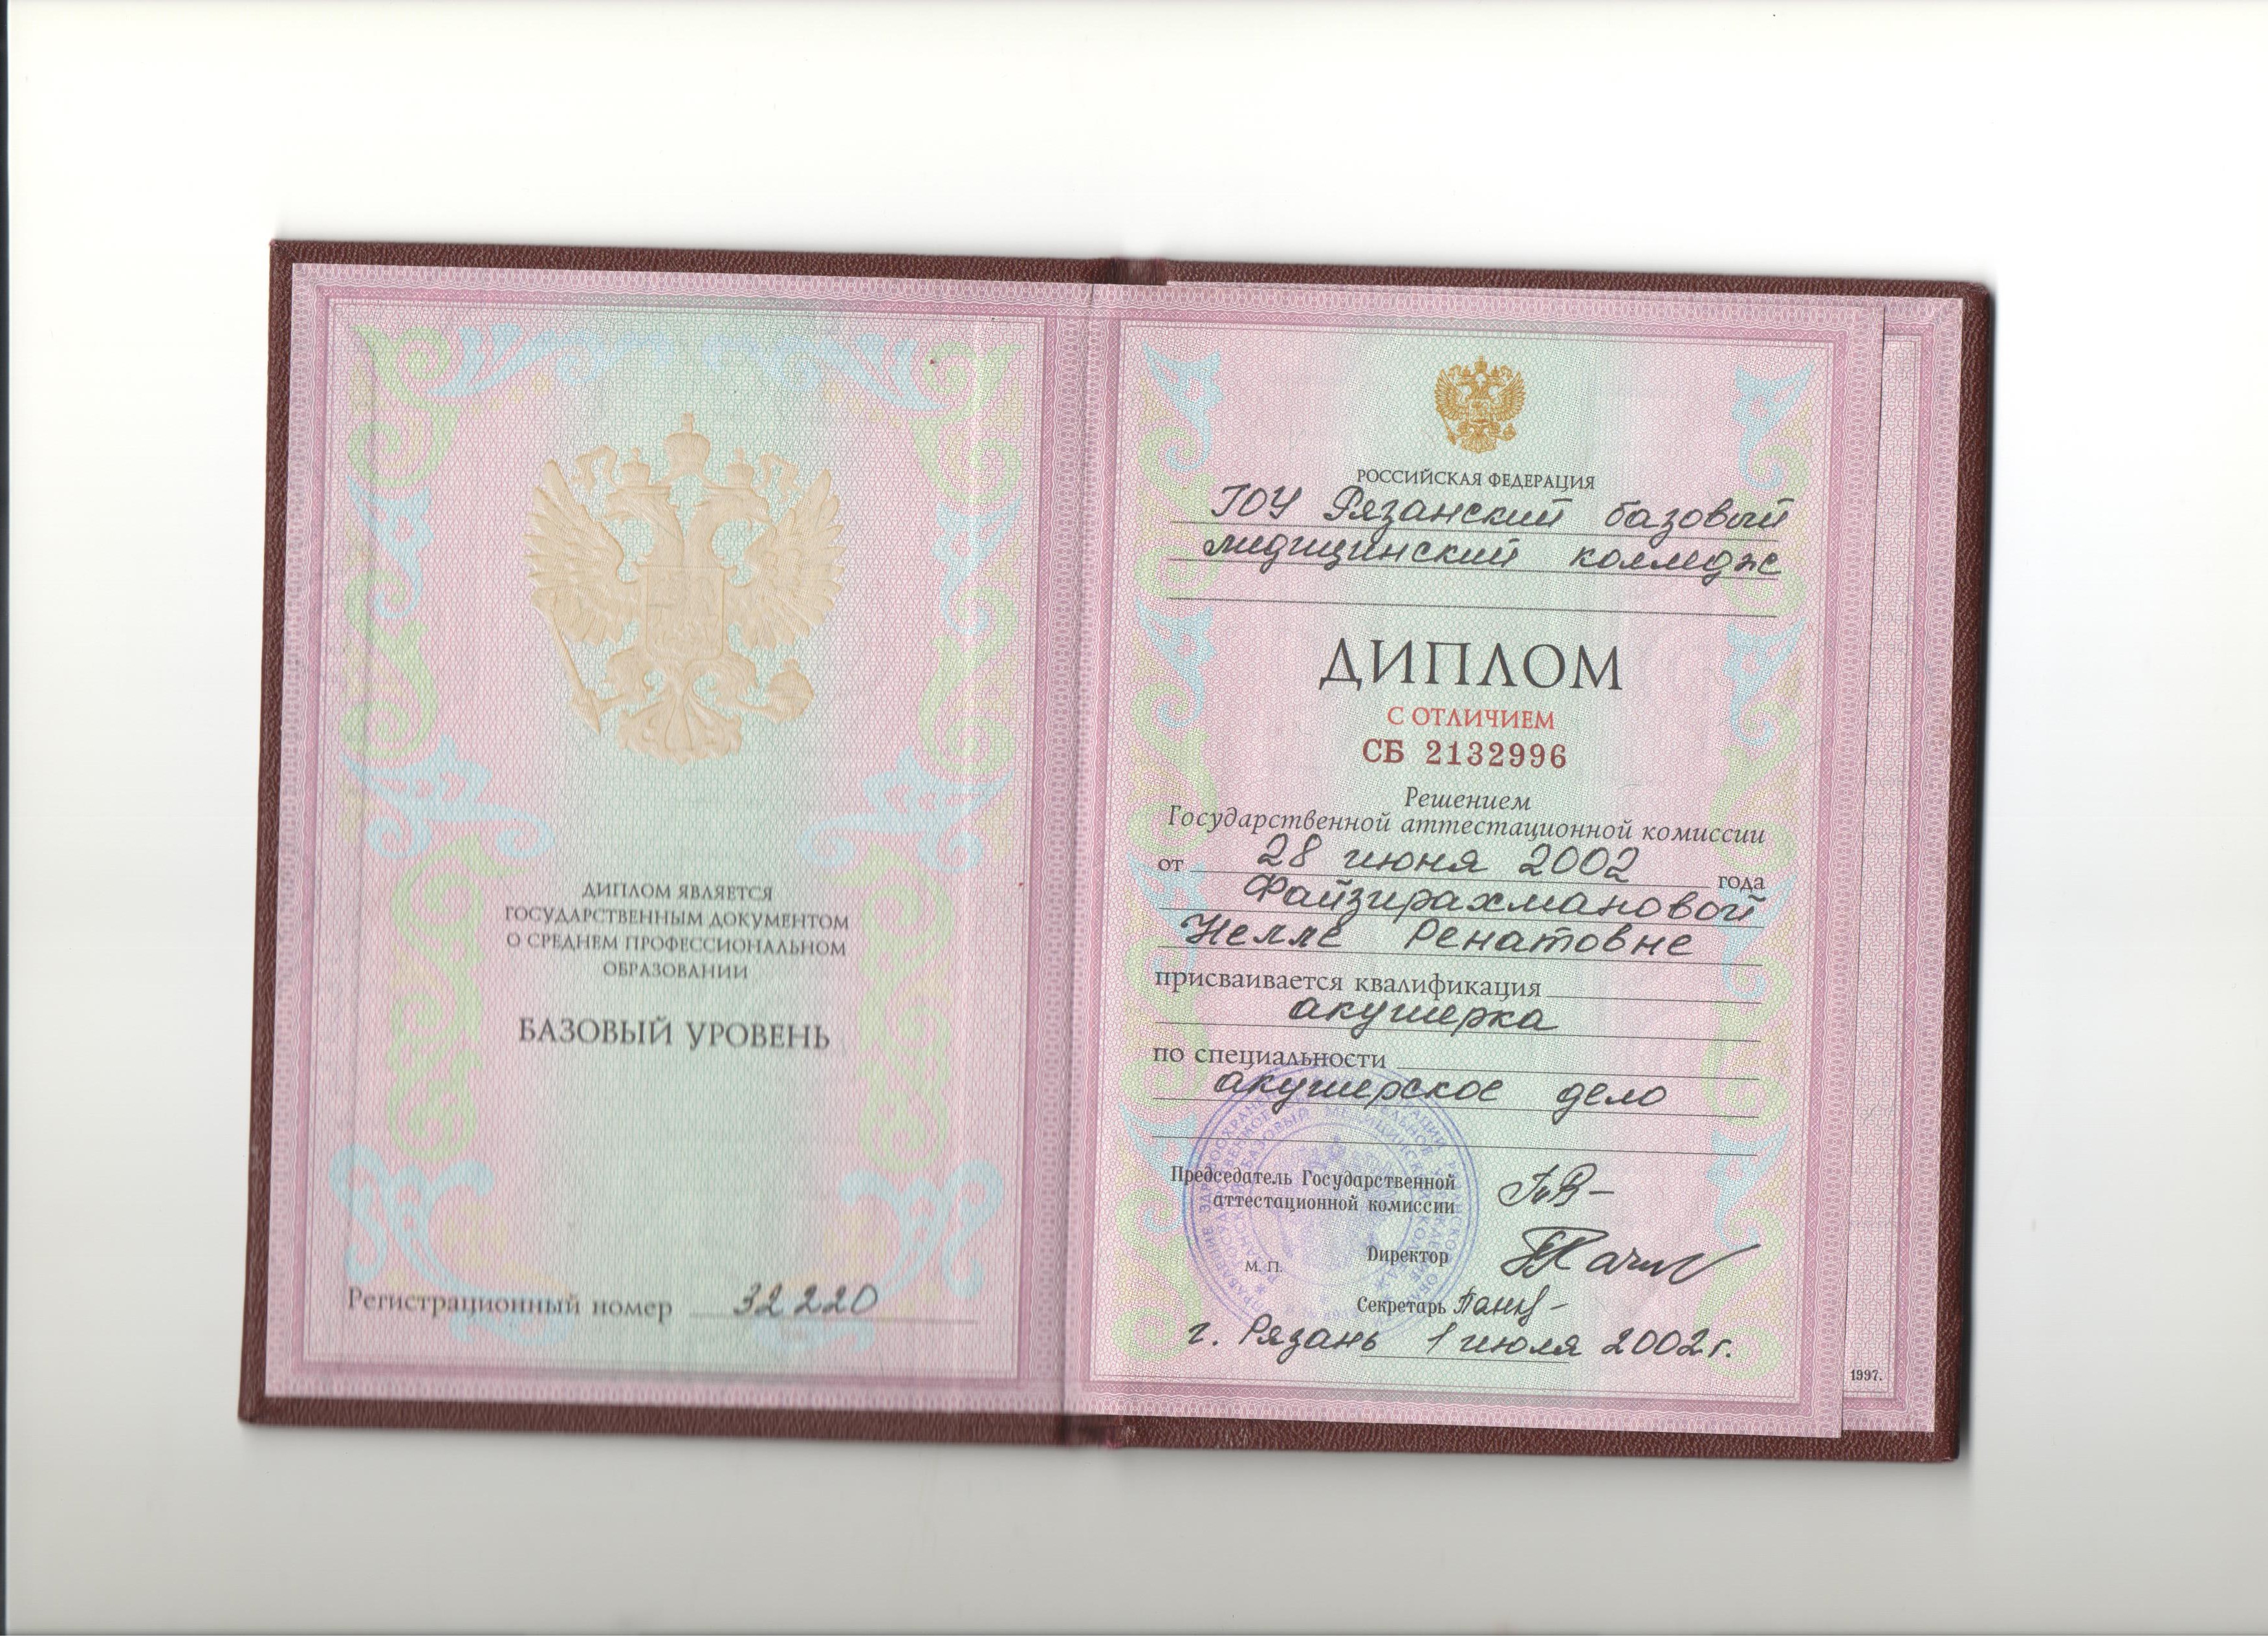 ДИПЛОМ ЯВЛЯЕТСЯ
ГОСУДАРСТВЕННЫМ ДОКУМЕНТОМ
О СРЕДНЕМ ПРОФЕССИОНАЛЬНОМ
ОБРАЗОВАНИИ
БАЗОВЫЙ УРОВЕНЬ
Регистрационный номер 32220
РОССИЙСКАЯ ФЕДЕРАЦИЯ
ГОУ Рязанский базовый
медицинский колледж
ДИПЛОМ
С ОТЛИЧИЕМ
СБ 2132996
Решением
Государственной аттестационной комиссии
от 28 июня 2002 года
Файзирахмановой
Нелле Ренатовне
присваивается квалификация
акушерка
по специальности
акушерское дело
Председатель Государственной
аттестационной комиссии
Директор
М. П.
Секретарь
г. Рязань 1 июля 2002 г.
1997.